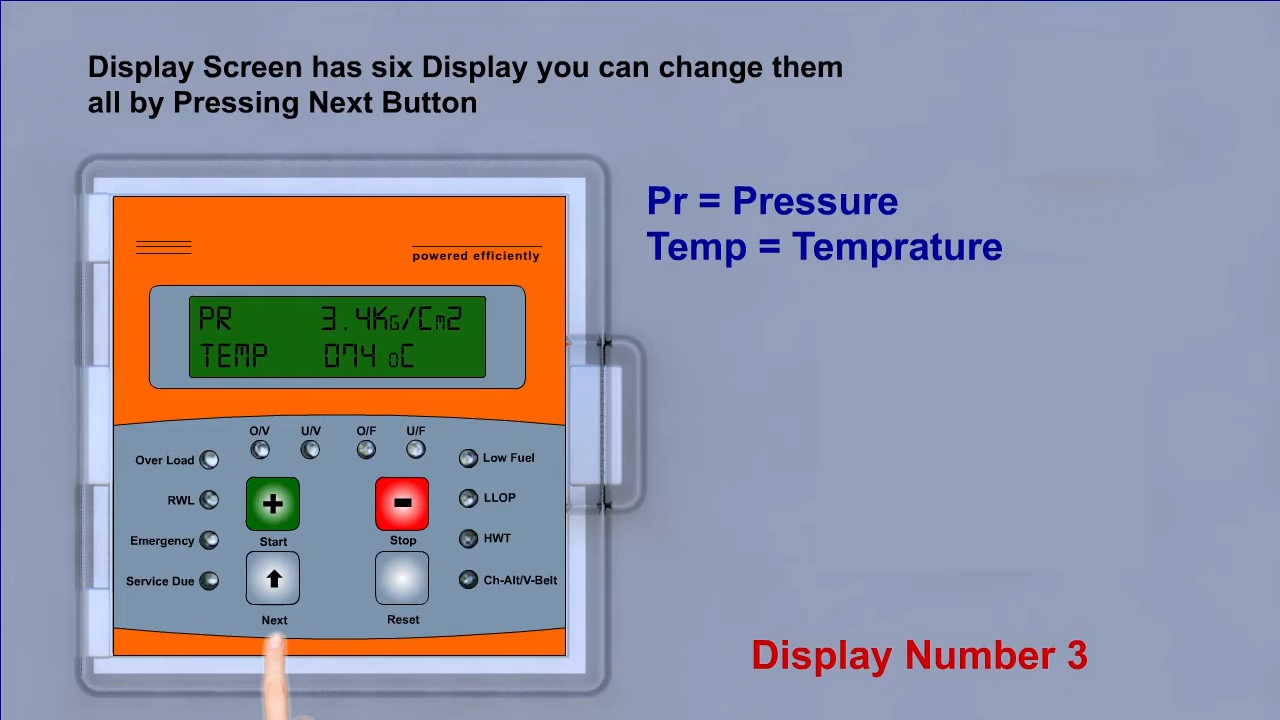 Display Screen has six Display you can change them
all by Pressing Next Button
Pr = Pressure
Temp = Temprature
powered efficiently
PR 3.4KG/Cm2
TEMP 074 oC
O/V U/V O/F U/F
Over Load
Low Fuel
RWL
LLOP
Start
Stop
Emergency
HWT
Service Due
Ch-Alt/V-Belt
Next
Reset
Display Number 3